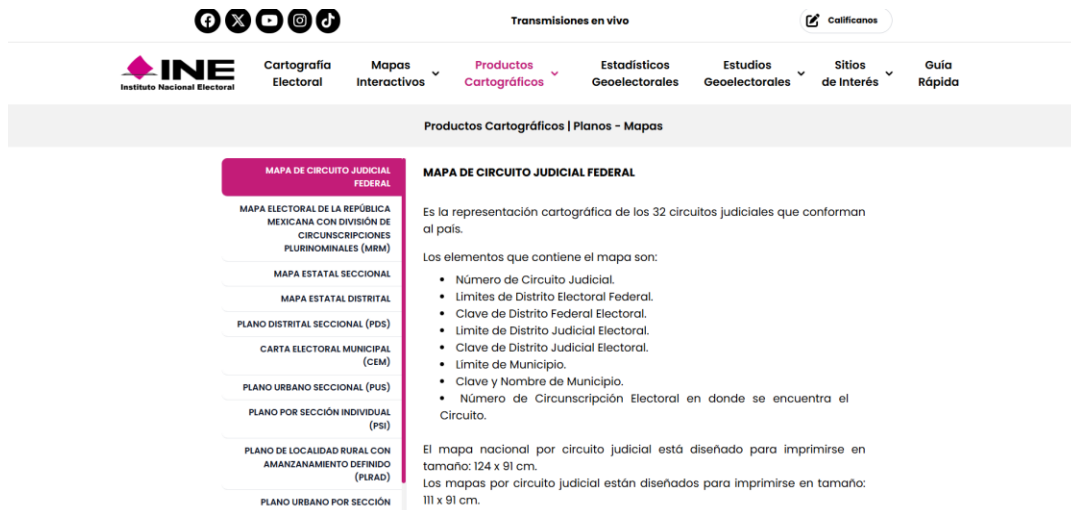 Transmisiones en vivo
Califícanos
INE
Instituto Nacional Electoral
Cartografía
Electoral
Mapas
Interactivos
Productos
Cartográficos
Estadísticos
Geoelectorales
Estudios
Geoelectorales
Sitios
de Interés
Guía
Rápida
Productos Cartográficos | Planos - Mapas
MAPA DE CIRCUITO JUDICIAL
FEDERAL
MAPA ELECTORAL DE LA REPÚBLICA
MEXICANA CON DIVISIÓN DE
CIRCUNSCRIPCIONES
PLURINOMINALES (MRM)
MAPA ESTATAL SECCIONAL
MAPA ESTATAL DISTRITAL
PLANO DISTRITAL SECCIONAL (PDS)
CARTA ELECTORAL MUNICIPAL
(CEM)
PLANO URBANO SECCIONAL (PUS)
PLANO POR SECCIÓN INDIVIDUAL
(PSI)
PLANO DE LOCALIDAD RURAL CON
AMANZANAMIENTO DEFINIDO
(PLRAD)
PLANO URBANO POR SECCIÓN
MAPA DE CIRCUITO JUDICIAL FEDERAL
Es la representación cartográfica de los 32 circuitos judiciales que conforman
al país.
Los elementos que contiene el mapa son:
• Número de Circuito Judicial.
• Limites de Distrito Electoral Federal.
• Clave de Distrito Federal Electoral.
• Limite de Distrito Judicial Electoral.
• Clave de Distrito Judicial Electoral.
• Límite de Municipio.
• Clave y Nombre de Municipio.
• Número de Circunscripción Electoral en donde se encuentra el
Circuito.
El mapa nacional por circuito judicial está diseñado para imprimirse en
tamaño: 124 x 91 cm.
Los mapas por circuito judicial están diseñados para imprimirse en tamaño:
111 x 91 cm.